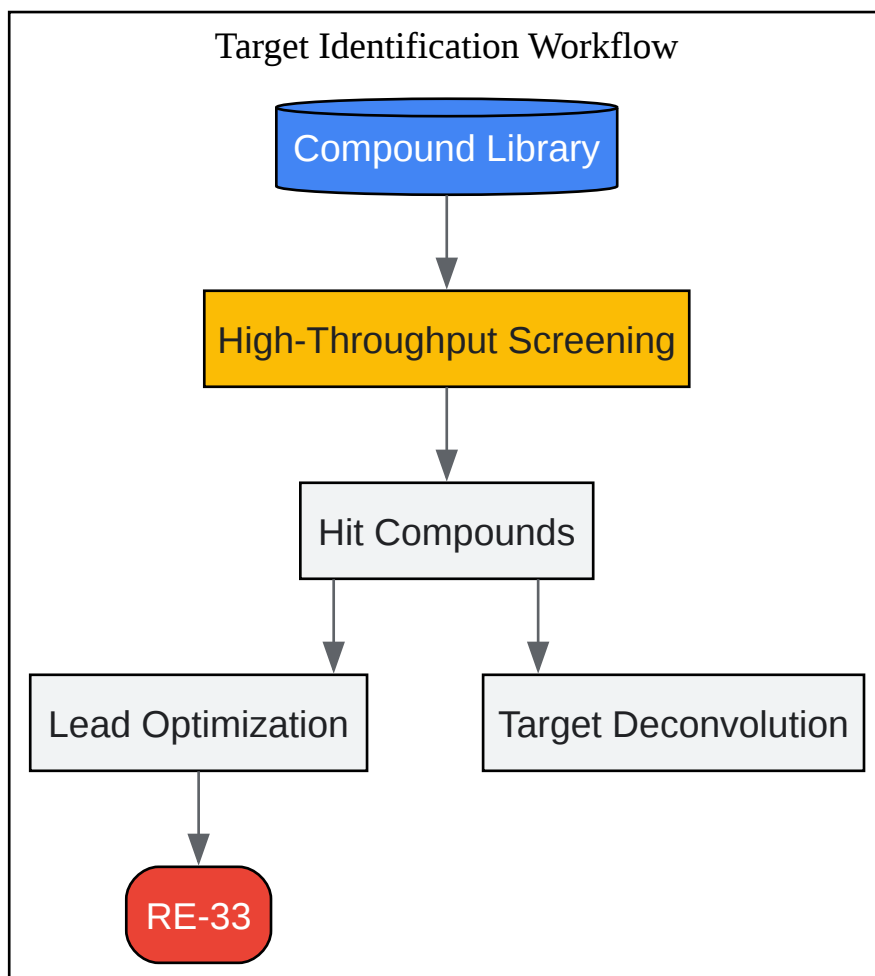 Target Identification Workflow
Compound Library
High-Throughput Screening
Hit Compounds
Lead Optimization
Target Deconvolution
RE-33